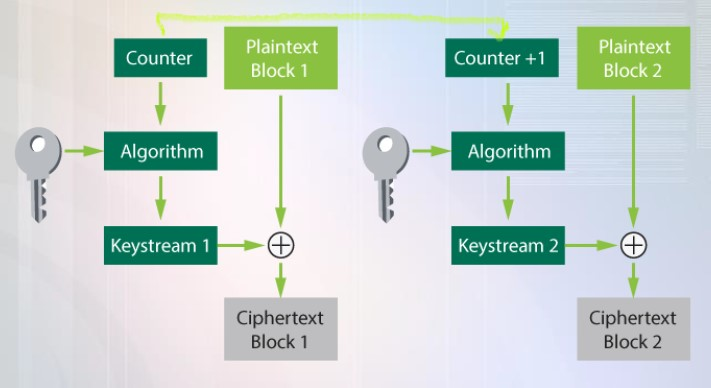 Counter
Plaintext
Block 1
Counter +1
Plaintext
Block 2
Algorithm
Algorithm
Keystream 1
Keystream 2
Ciphertext
Block 1
Ciphertext
Block 2